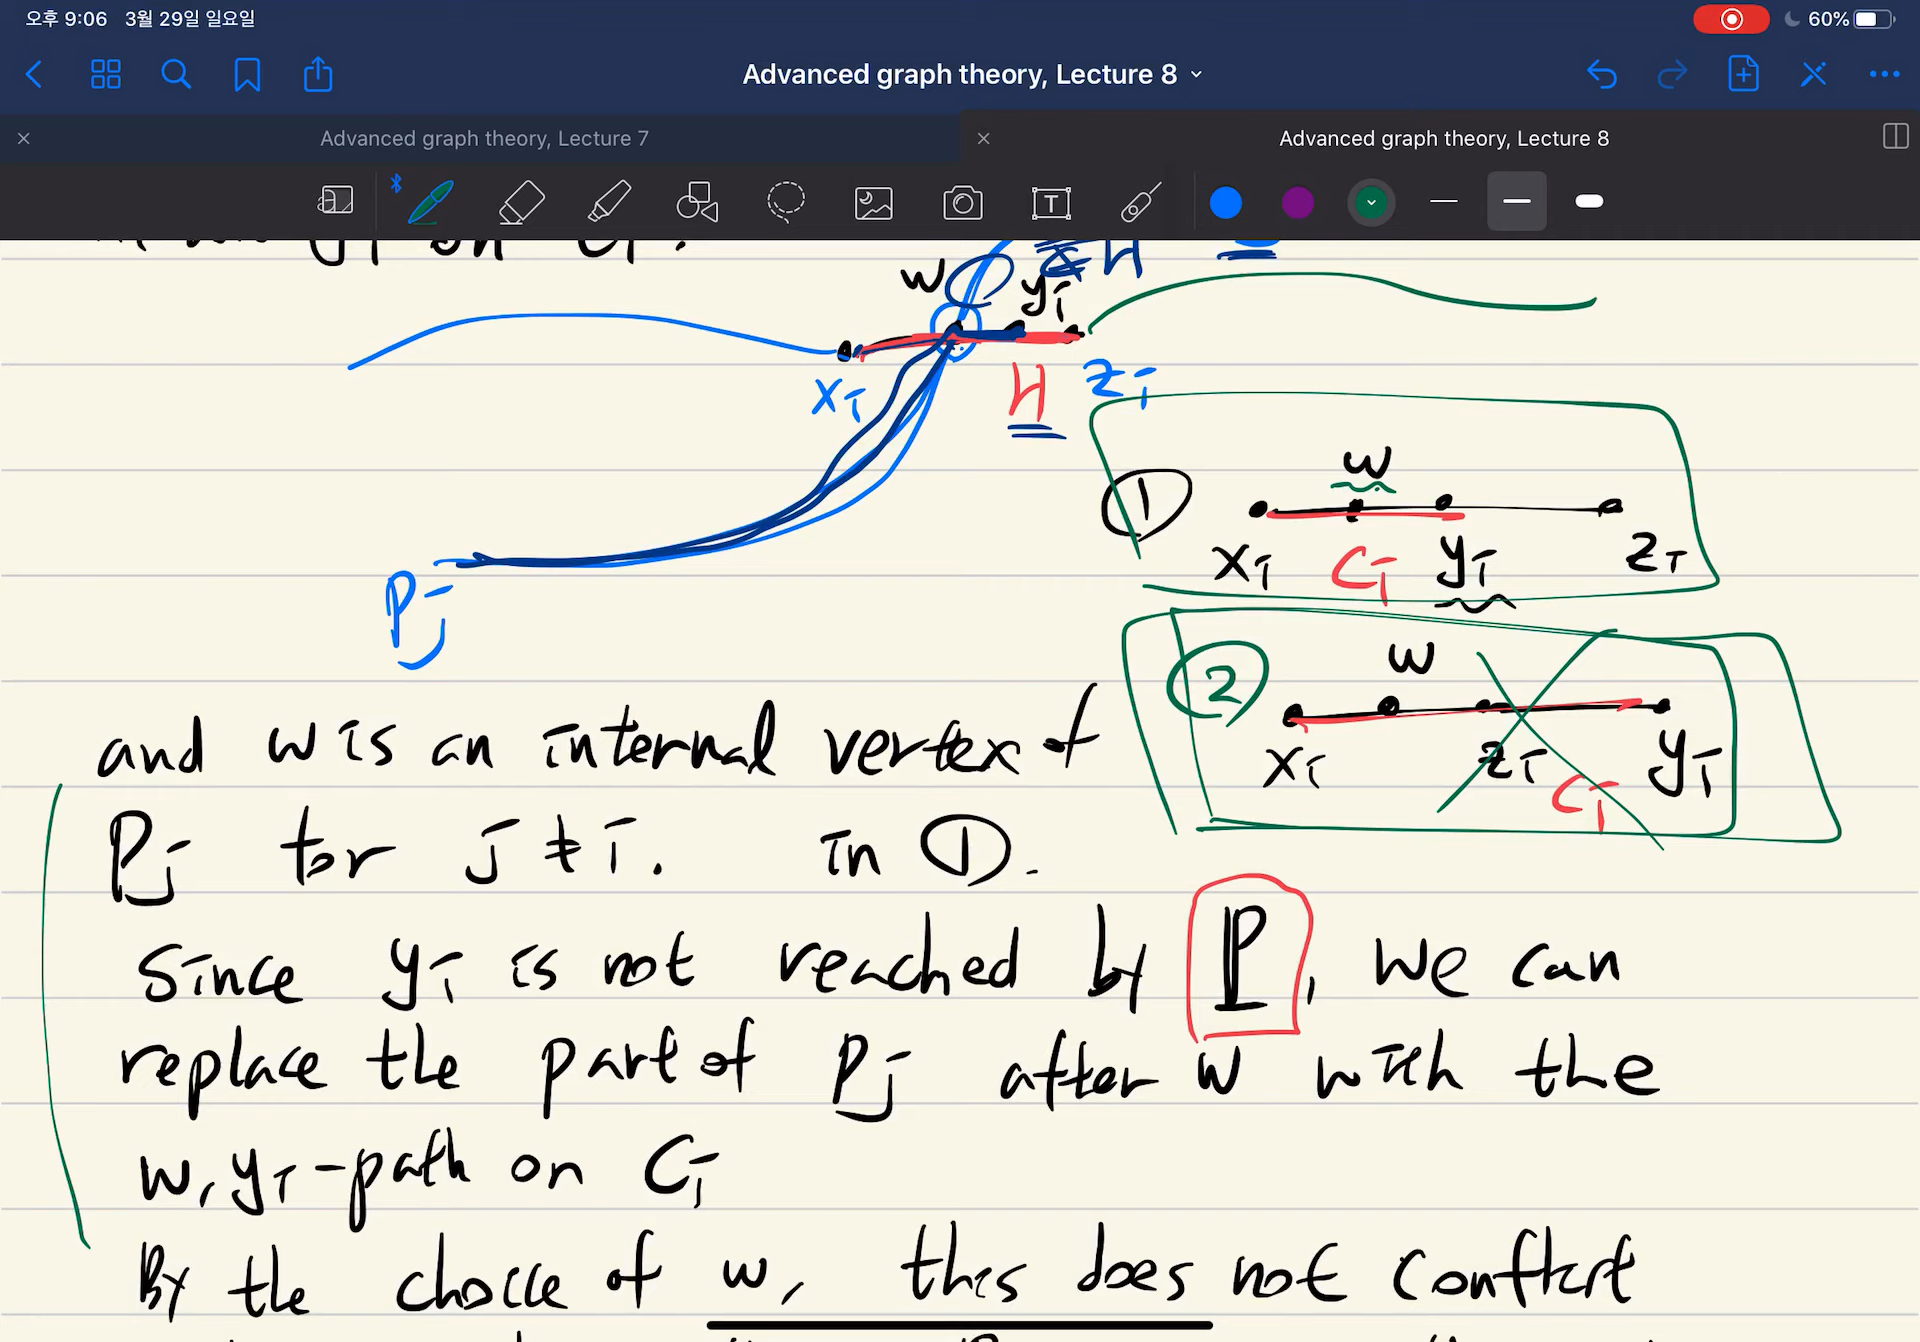 오후 9:06 3월 29일 일요일
60%
Advanced graph theory, Lecture 8
Advanced graph theory, Lecture 7
Advanced graph theory, Lecture 8
T
w
H
yᵢ
xᵢ
H
zᵢ
Pⱼ
①
w
xᵢ
Cᵢ
yᵢ
zᵢ
②
w
xᵢ
zᵢ
Cᵢ
yᵢ
and w is an internal vertex of
Pⱼ for j ≠ i. in ①.
Since yᵢ is not reached by ℙ, we can
replace the part of Pⱼ after w with the
w, yᵢ-path on Cᵢ
By the choice of w, this does not conflict